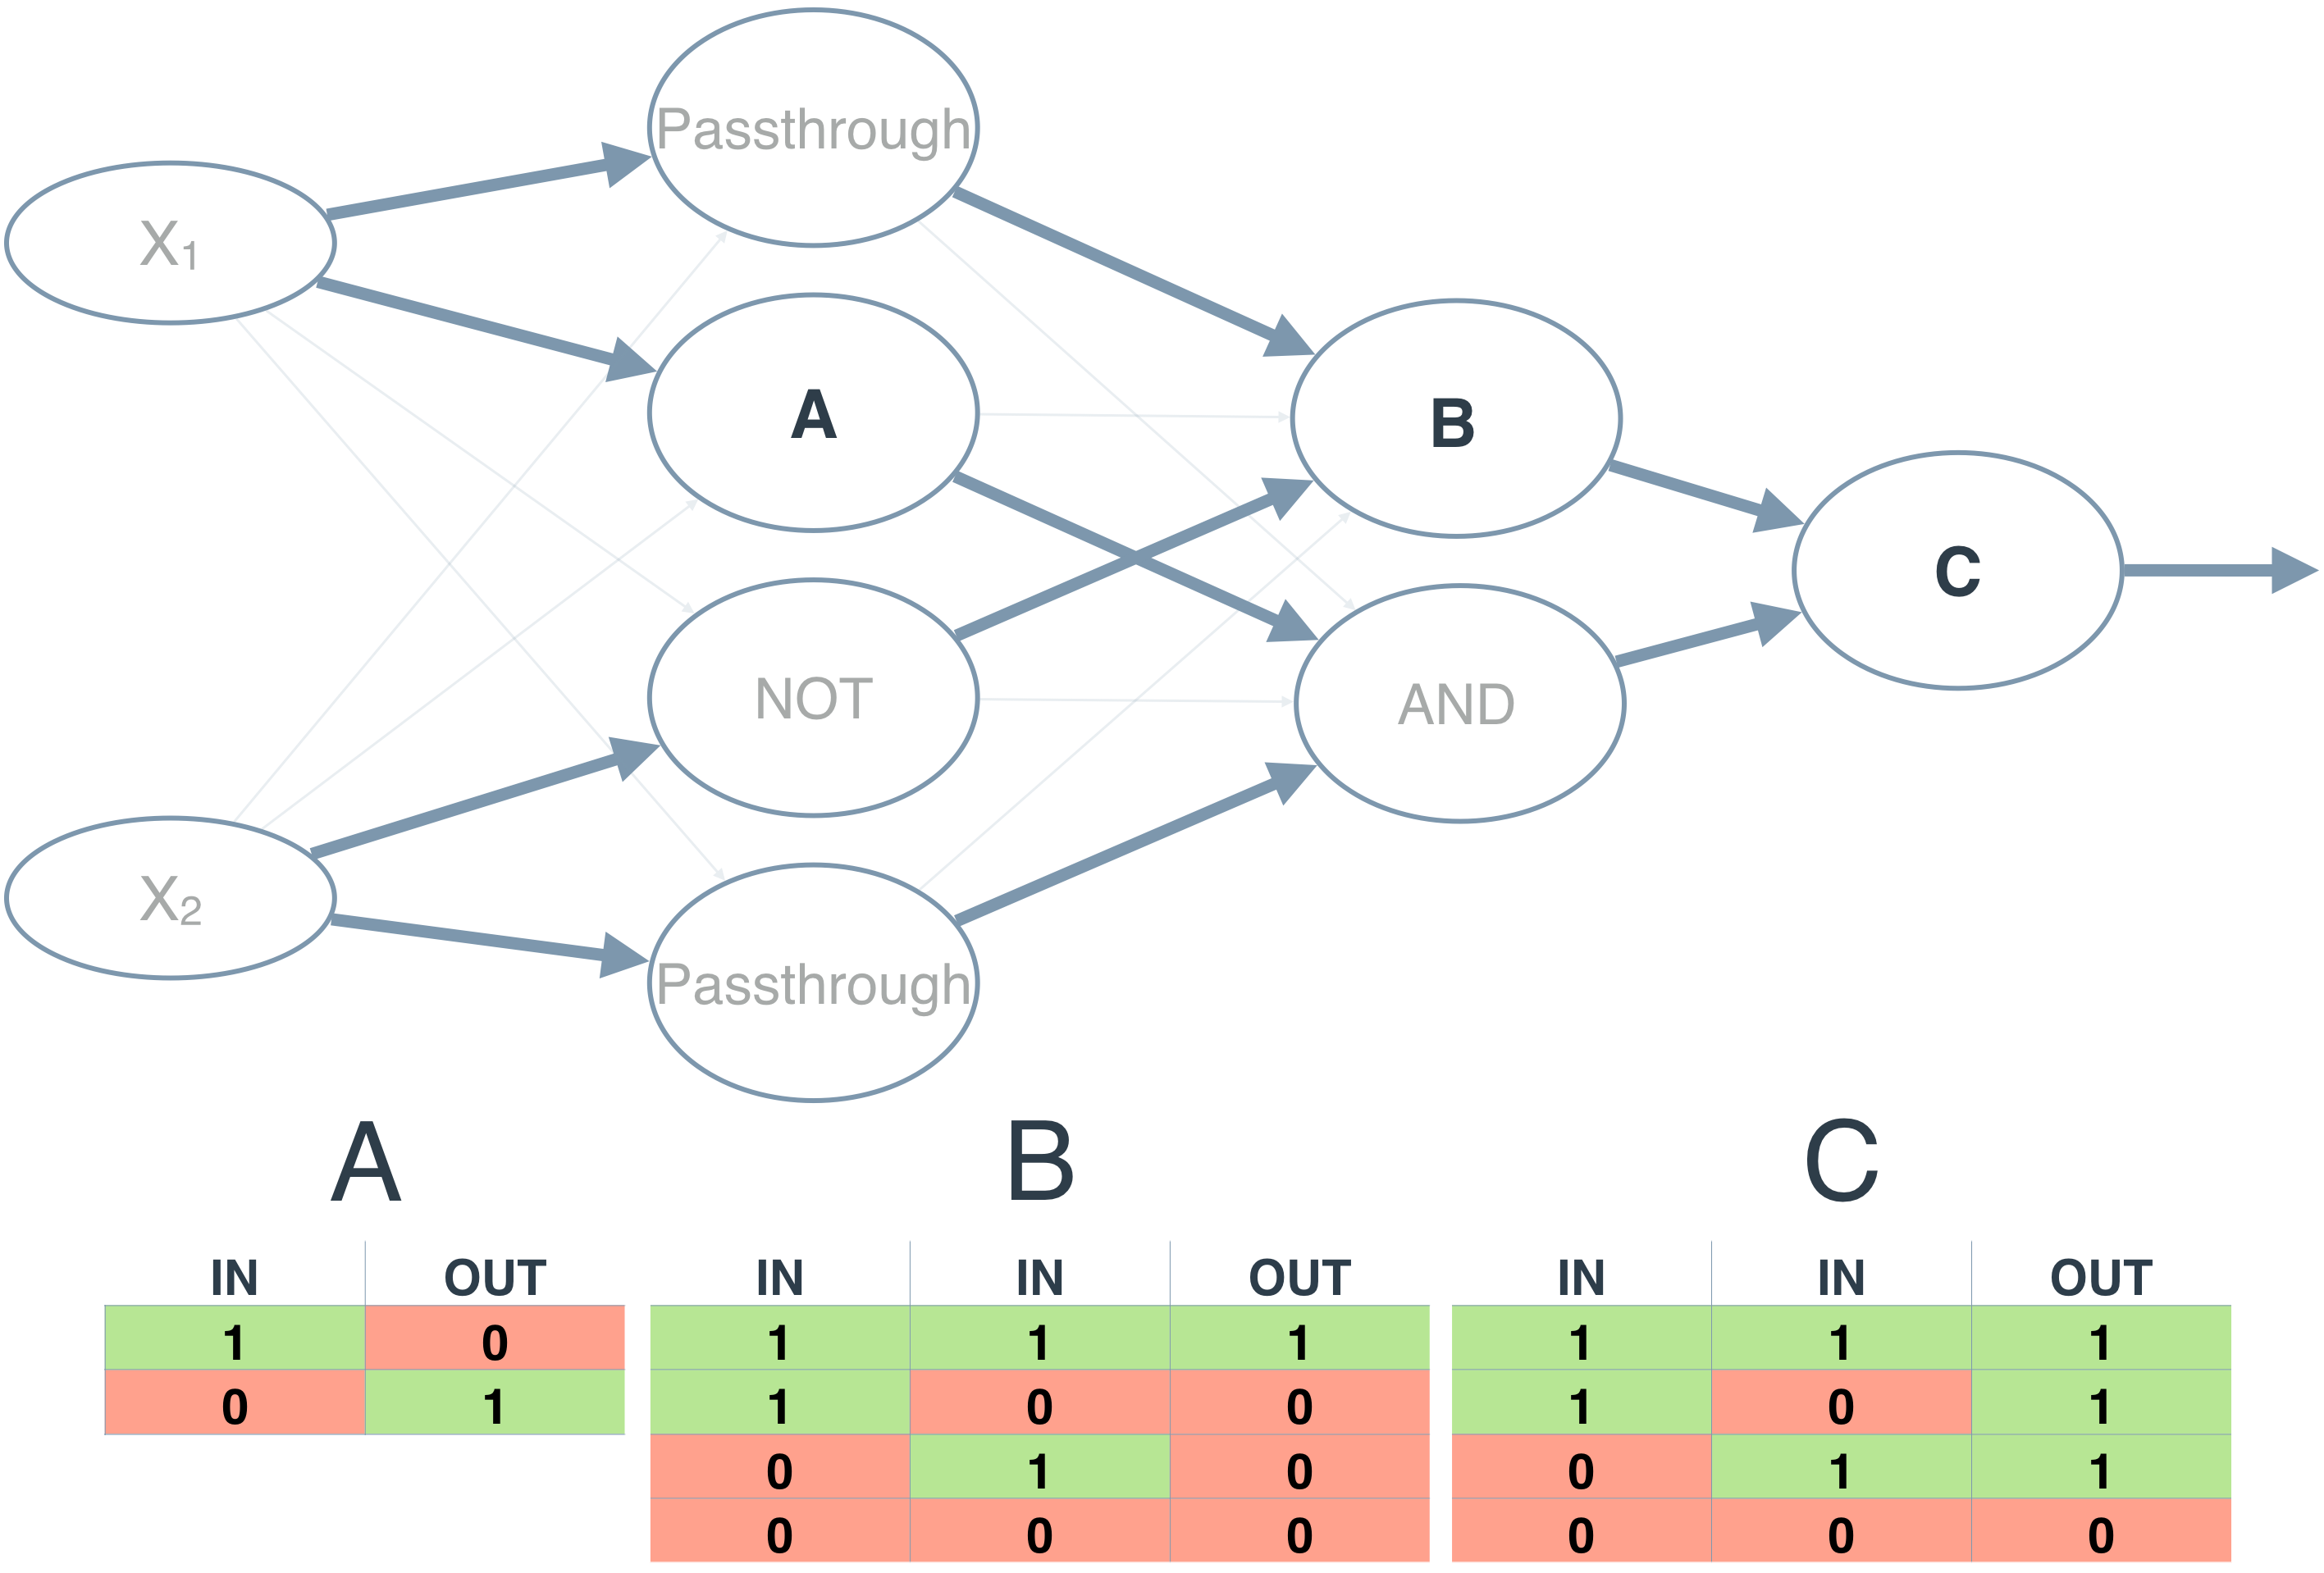 Passthrough
X₁
A
B
C
NOT
AND
X₂
Passthrough
A B C
IN OUT IN IN OUT IN IN OUT
1 0 1 1 1 1 1 1
0 1 1 0 0 1 0 1
0 1 0 0 1 1
0 0 0 0 0 0